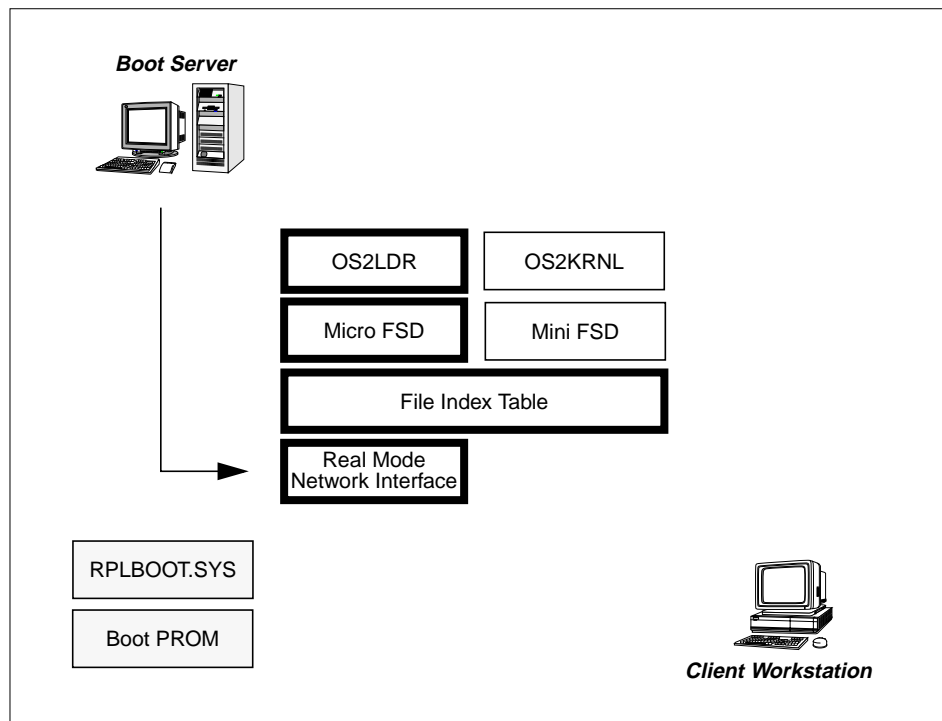 Boot Server
OS2LDR
OS2KRNL
Micro FSD
Mini FSD
File Index Table
Real Mode
Network Interface
RPLBOOT.SYS
Boot PROM
Client Workstation